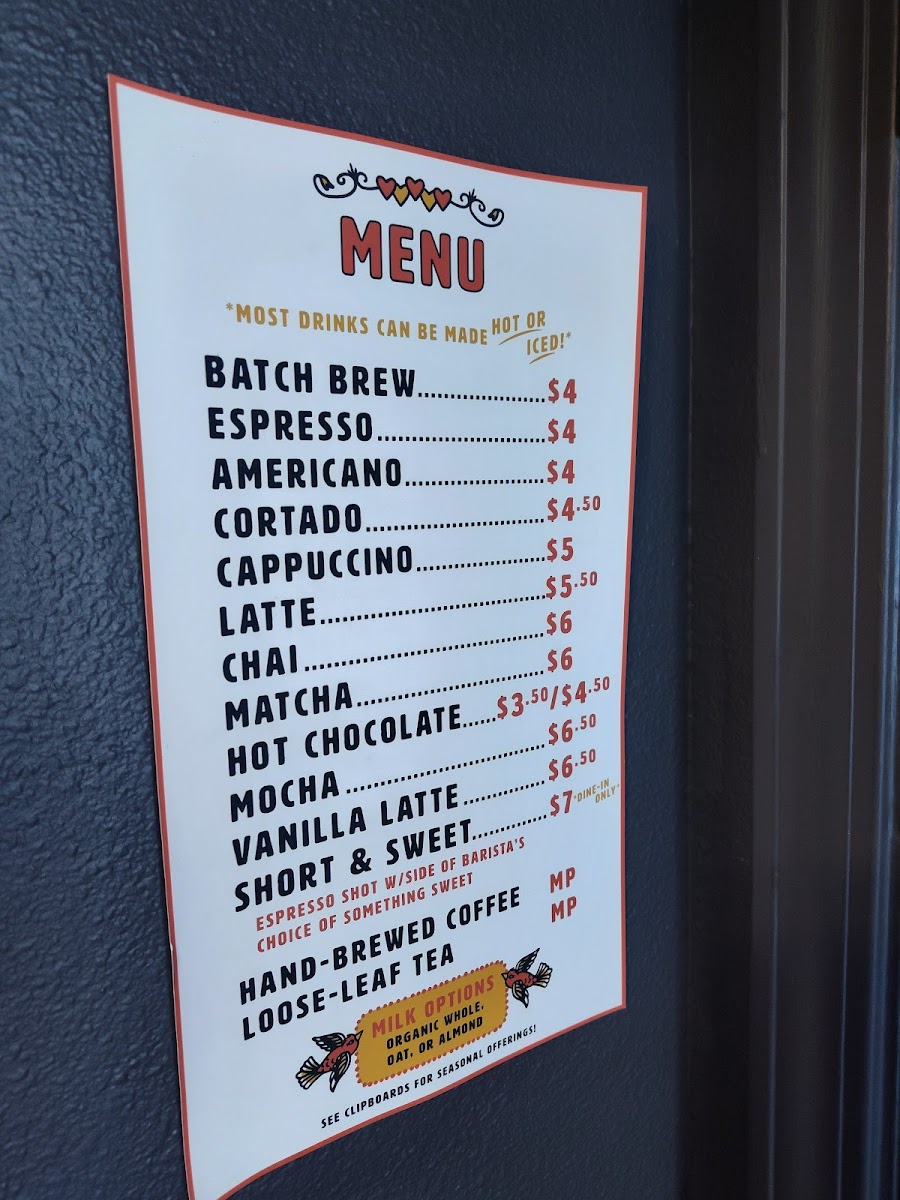 MENU
*MOST DRINKS CAN BE MADE HOT OR ICED!*
BATCH BREW....................$4
ESPRESSO..........................$4
AMERICANO......................$4
CORTADO............................$4.50
CAPPUCCINO....................$5
LATTE...................................$5.50
CHAI.....................................$6
MATCHA.............................$6
HOT CHOCOLATE.....$3.50/$4.50
MOCHA...............................$6.50
VANILLA LATTE.............$6.50
SHORT & SWEET............$7 *DINE-IN ONLY*
ESPRESSO SHOT W/SIDE OF BARISTA'S
CHOICE OF SOMETHING SWEET
HAND-BREWED COFFEE MP
LOOSE-LEAF TEA MP
MILK OPTIONS
ORGANIC WHOLE,
OAT, OR ALMOND
SEE CLIPBOARDS FOR SEASONAL OFFERINGS!